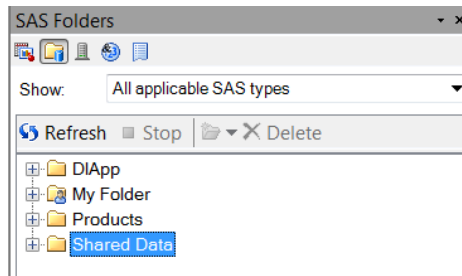 SAS Folders
Show: All applicable SAS types
Refresh Stop Delete
DIApp
My Folder
Products
Shared Data